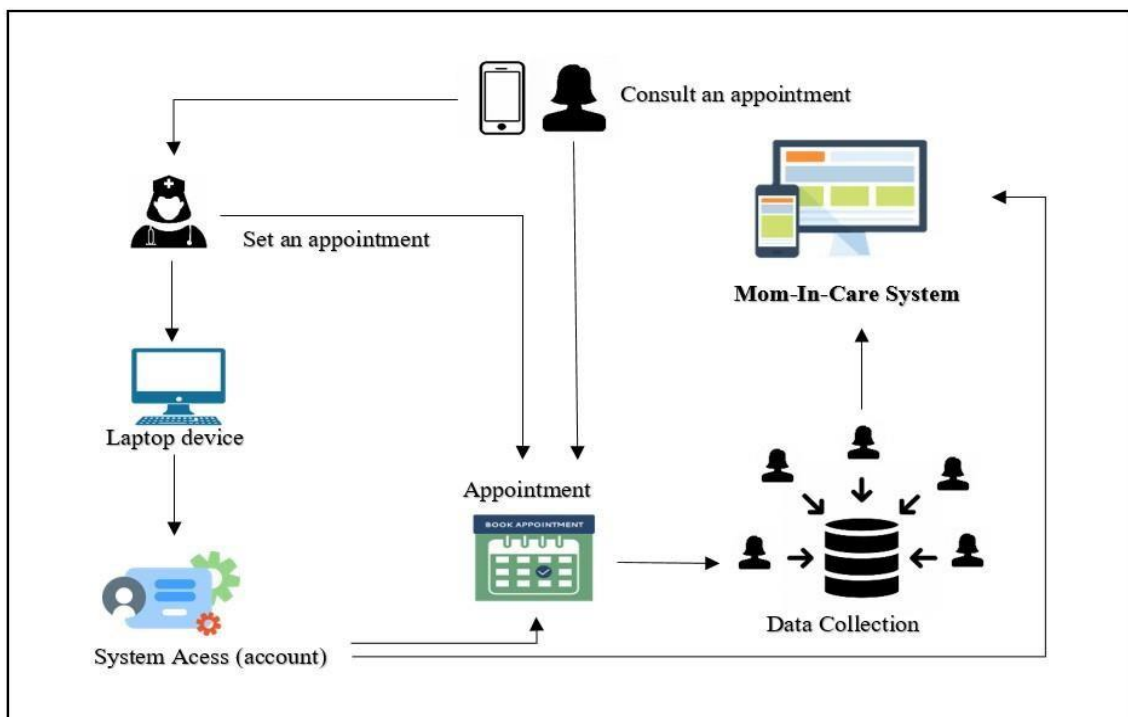 Consult an appointment
Set an appointment
Mom-In-Care System
Laptop device
Appointment
BOOK APPOINTMENT
Data Collection
System Acess (account)